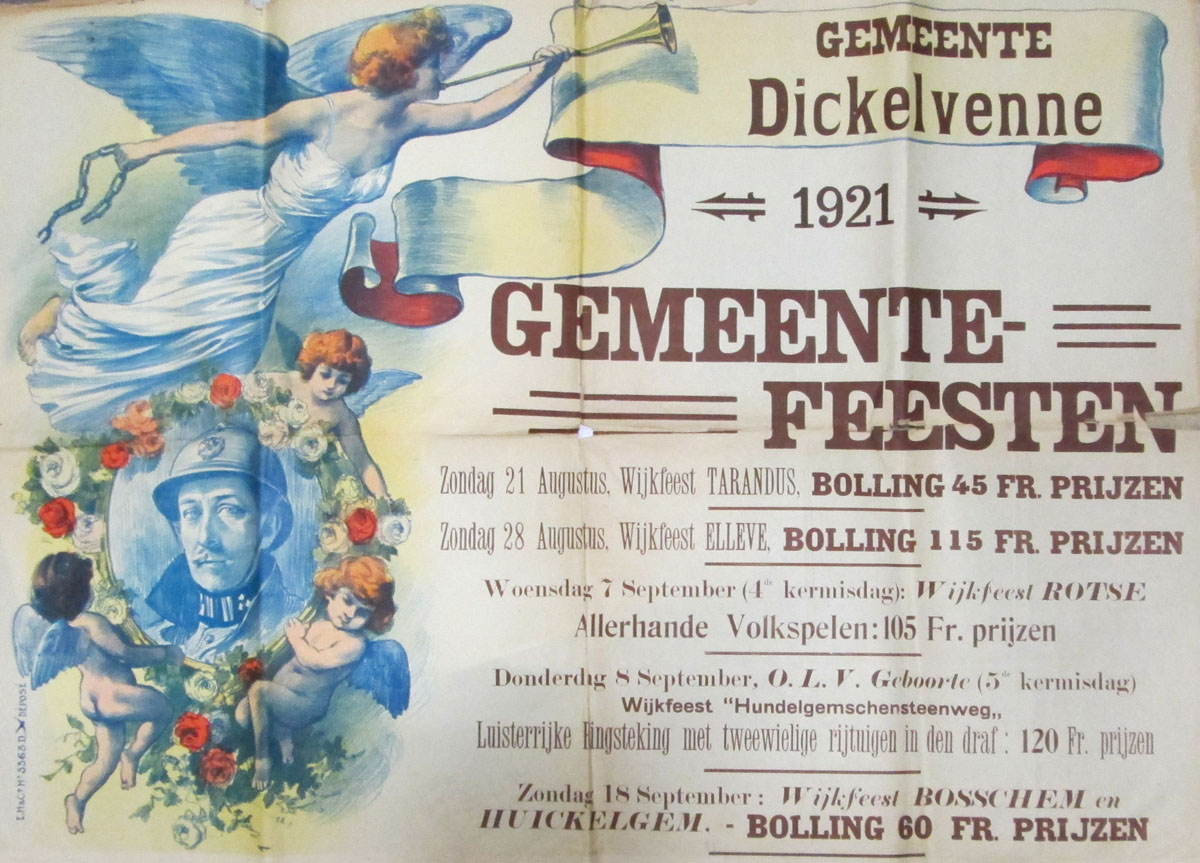 GEMEENTE
Dickelvenne
1921
GEMEENTE-
FEESTEN
Zondag 21 Augustus, Wijkfeest TARANDUS, BOLLING 45 FR. PRIJZEN
Zondag 28 Augustus, Wijkfeest ELLEVE, BOLLING 115 FR. PRIJZEN
Woensdag 7 September (4de kermisdag): Wijkfeest ROTSE
Allerhande Volkspelen: 105 Fr. prijzen
Donderdig 8 September, O. L. V. Geboorte (5de kermisdag)
Wijkfeest "Hundelgemschensteenweg„
Luisterrijke Ringsteking met tweewielige rijtuigen in den draf : 120 Fr. prijzen
Zondag 18 September : Wijkfeest BOSSCHEM en
HUICKELGEM. - BOLLING 60 FR. PRIJZEN
DÉPOSÉ